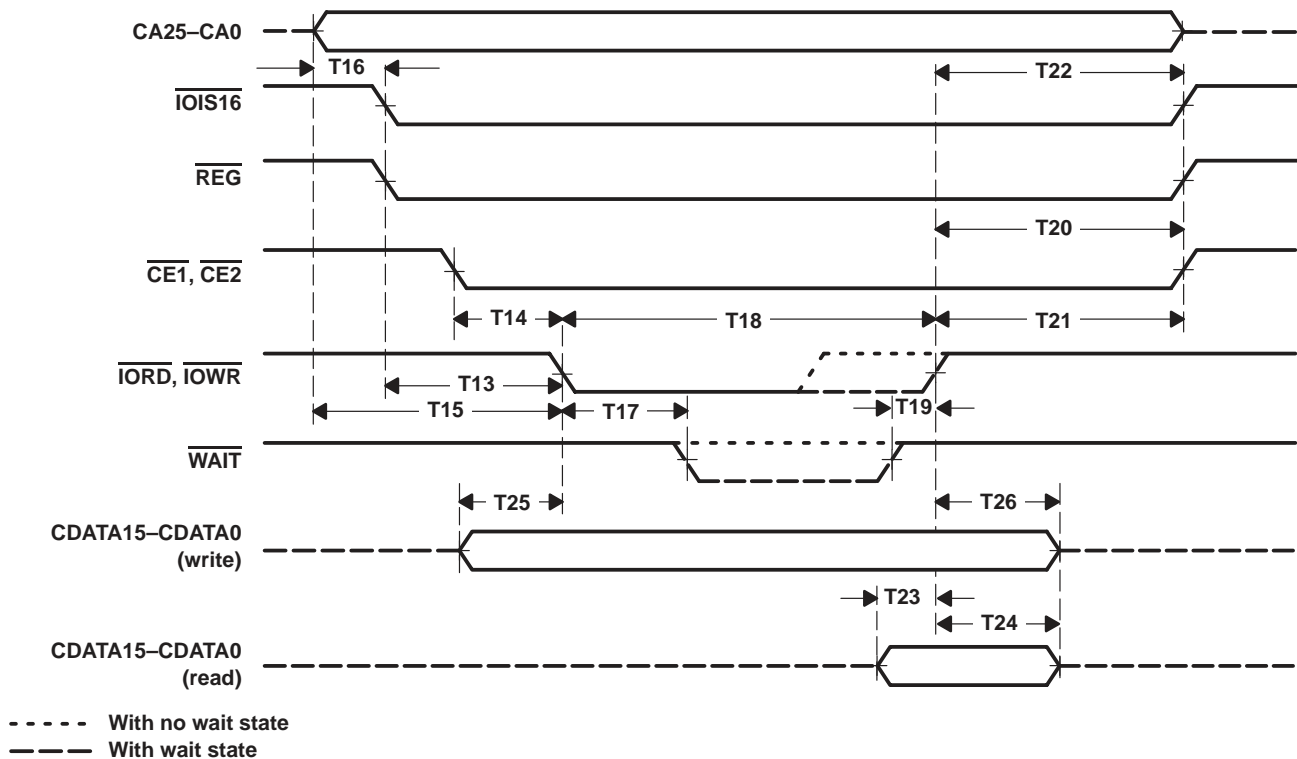 CA25–CA0
T16
T22
IOIS16
REG
T20
CE1, CE2
T14
T18
T21
IORD, IOWR
T13
T19
T15
T17
WAIT
T25
T26
CDATA15–CDATA0
(write)
T23
T24
CDATA15–CDATA0
(read)
With no wait state
With wait state